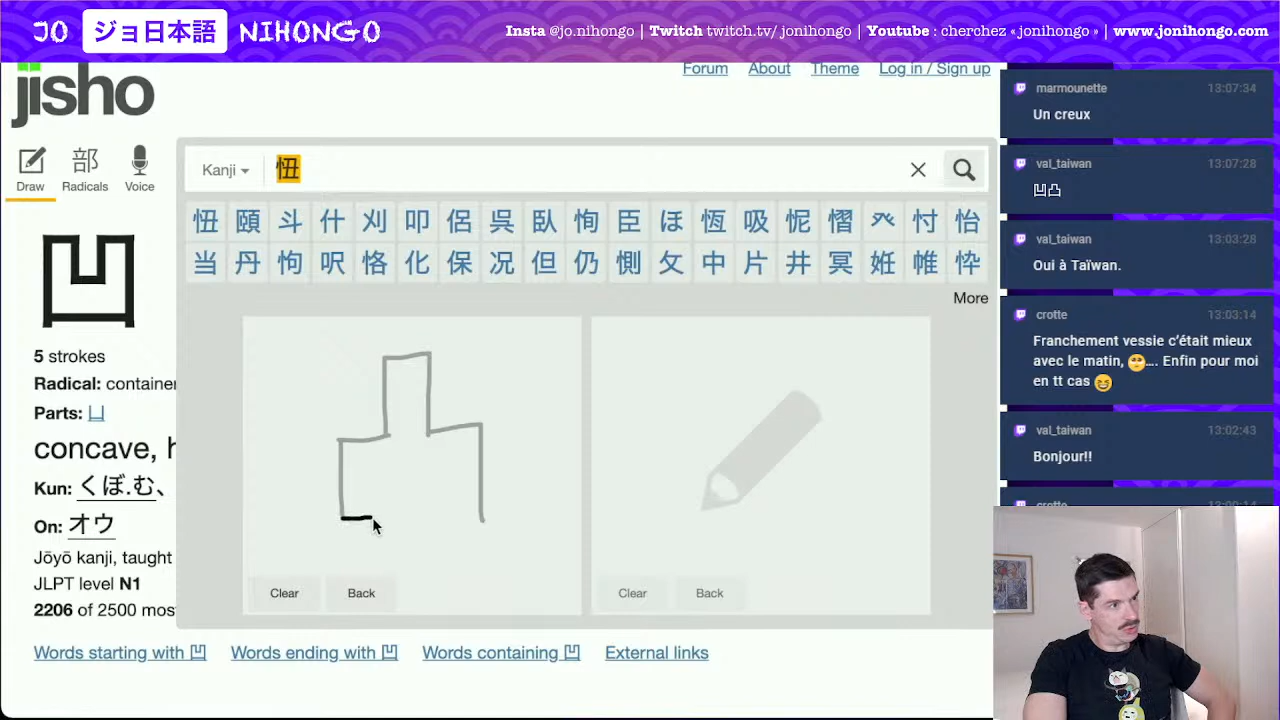 JO ジョ日本語 NIHONGO
Insta @jo.nihongo | Twitch twitch.tv/jonihongo | Youtube : cherchez « jonihongo » | www.jonihongo.com
jisho
Forum About Theme Log in / Sign up
Draw 部 Radicals Voice
Kanji 忸
忸 頤 斗 什 刈 叩 侶 呉 臥 恂 臣 ほ 恆 吸 怩 慴 癶 忖 怡
当 丹 怐 呎 恪 化 保 况 但 仍 惻 攵 中 片 井 冥 姙 帷 忰
More
凹
5 strokes
Radical: container
Parts: 凵
concave, h
Kun: くぼ.む、
On: オウ
Jōyō kanji, taught
JLPT level N1
2206 of 2500 mos
Clear Back
Clear Back
Words starting with 凹 Words ending with 凹 Words containing 凹 External links
marmounette 13:07:34
Un creux
val_taiwan 13:07:28
凹凸
val_taiwan 13:03:28
Oui à Taïwan.
crotte 13:03:14
Franchement vessie c’était mieux
avec le matin, 🥺…. Enfin pour moi
en tt cas 😆
val_taiwan 13:02:43
Bonjour!!